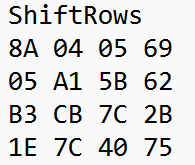 ShiftRows
8A 04 05 69
05 A1 5B 62
B3 CB 7C 2B
1E 7C 40 75